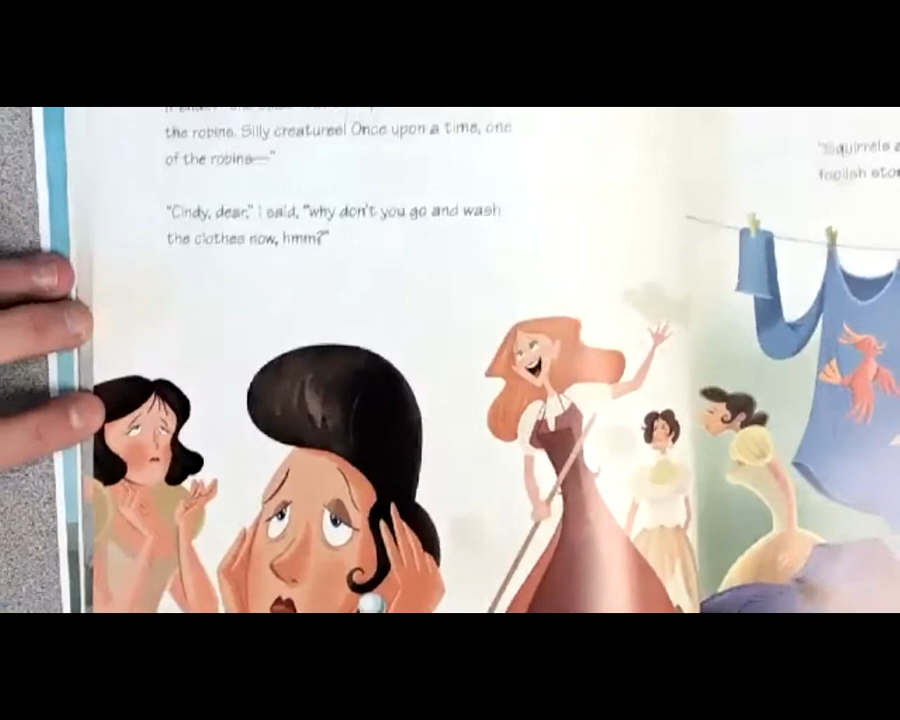 the robins. Silly creatures! Once upon a time, one
of the robins—"
"Cindy, dear," I said, "why don't you go and wash
the clothes now, hmm?"
"Squirrels
foolish